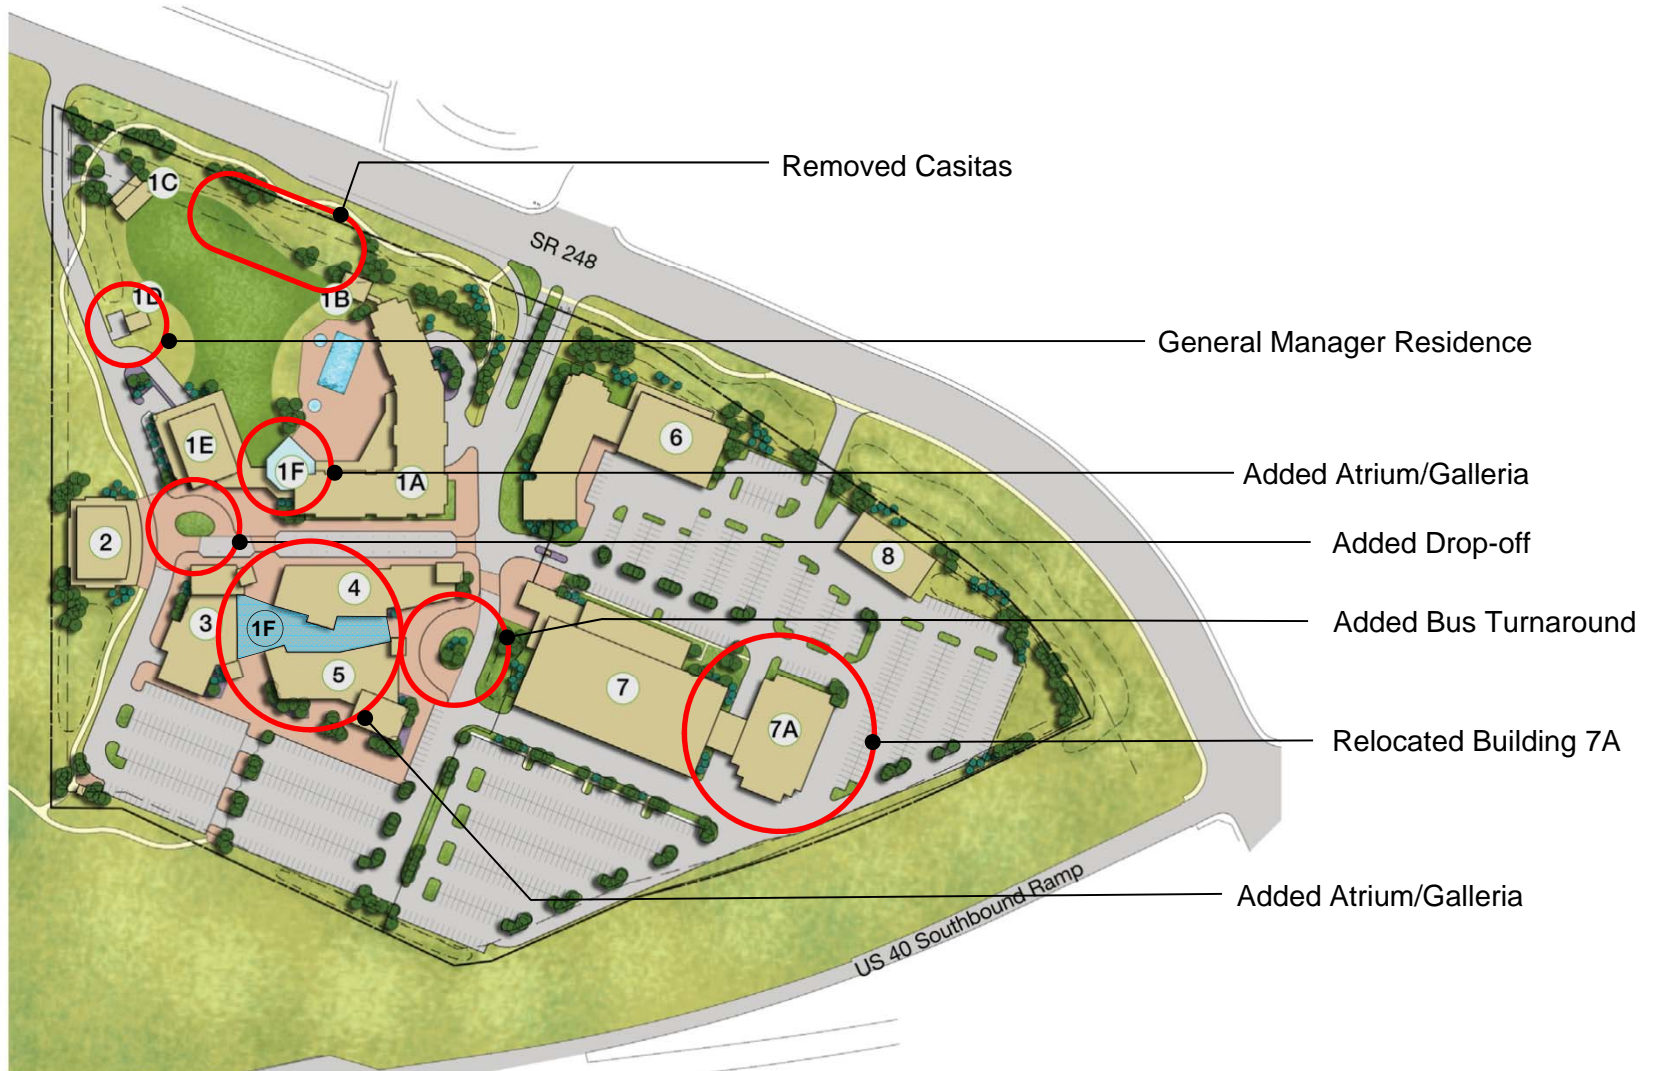 Removed Casitas
1C
SR 248
1D
1B
General Manager Residence
6
1E
1F
1A
Added Atrium/Galleria
2
8
Added Drop-off
4
3
1F
Added Bus Turnaround
5
7
7A
Relocated Building 7A
Added Atrium/Galleria
US 40 Southbound Ramp